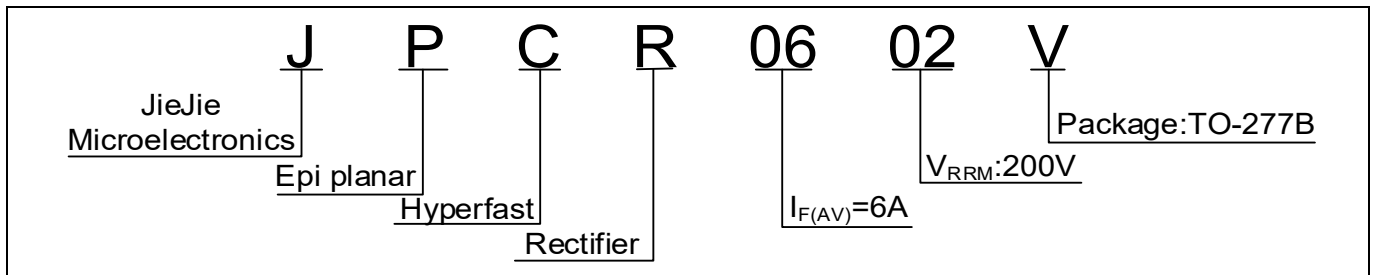 J P C R 06 02 V
JieJie
Microelectronics
Package:TO-277B
Epi planar
VRRM:200V
Hyperfast
IF(AV)=6A
Rectifier